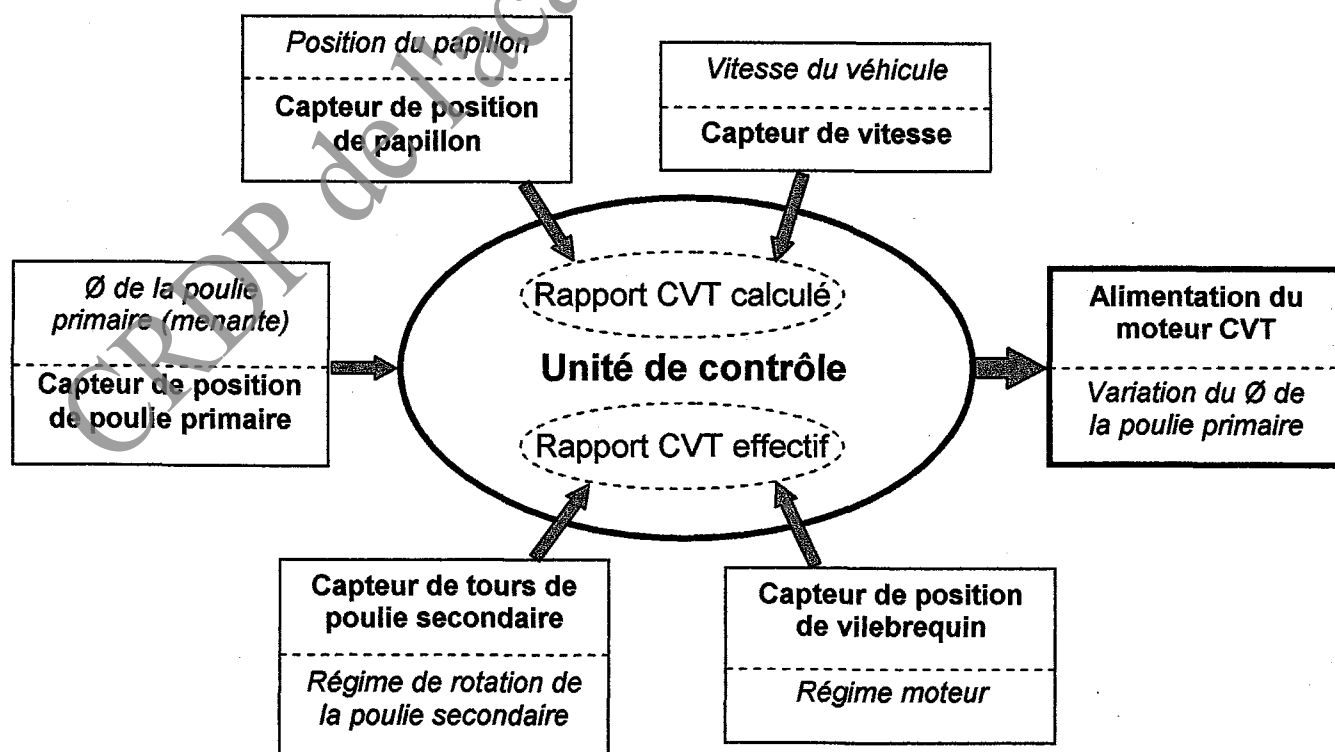 Position du papillon
Capteur de position
de papillon
Vitesse du véhicule
Capteur de vitesse
Ø de la poulie
primaire (menante)
Capteur de position
de poulie primaire
Rapport CVT calculé
Unité de contrôle
Rapport CVT effectif
Alimentation du
moteur CVT
Variation du Ø de
la poulie primaire
Capteur de tours de
poulie secondaire
Régime de rotation de
la poulie secondaire
Capteur de position
de vilebrequin
Régime moteur
CRDP de l'aca